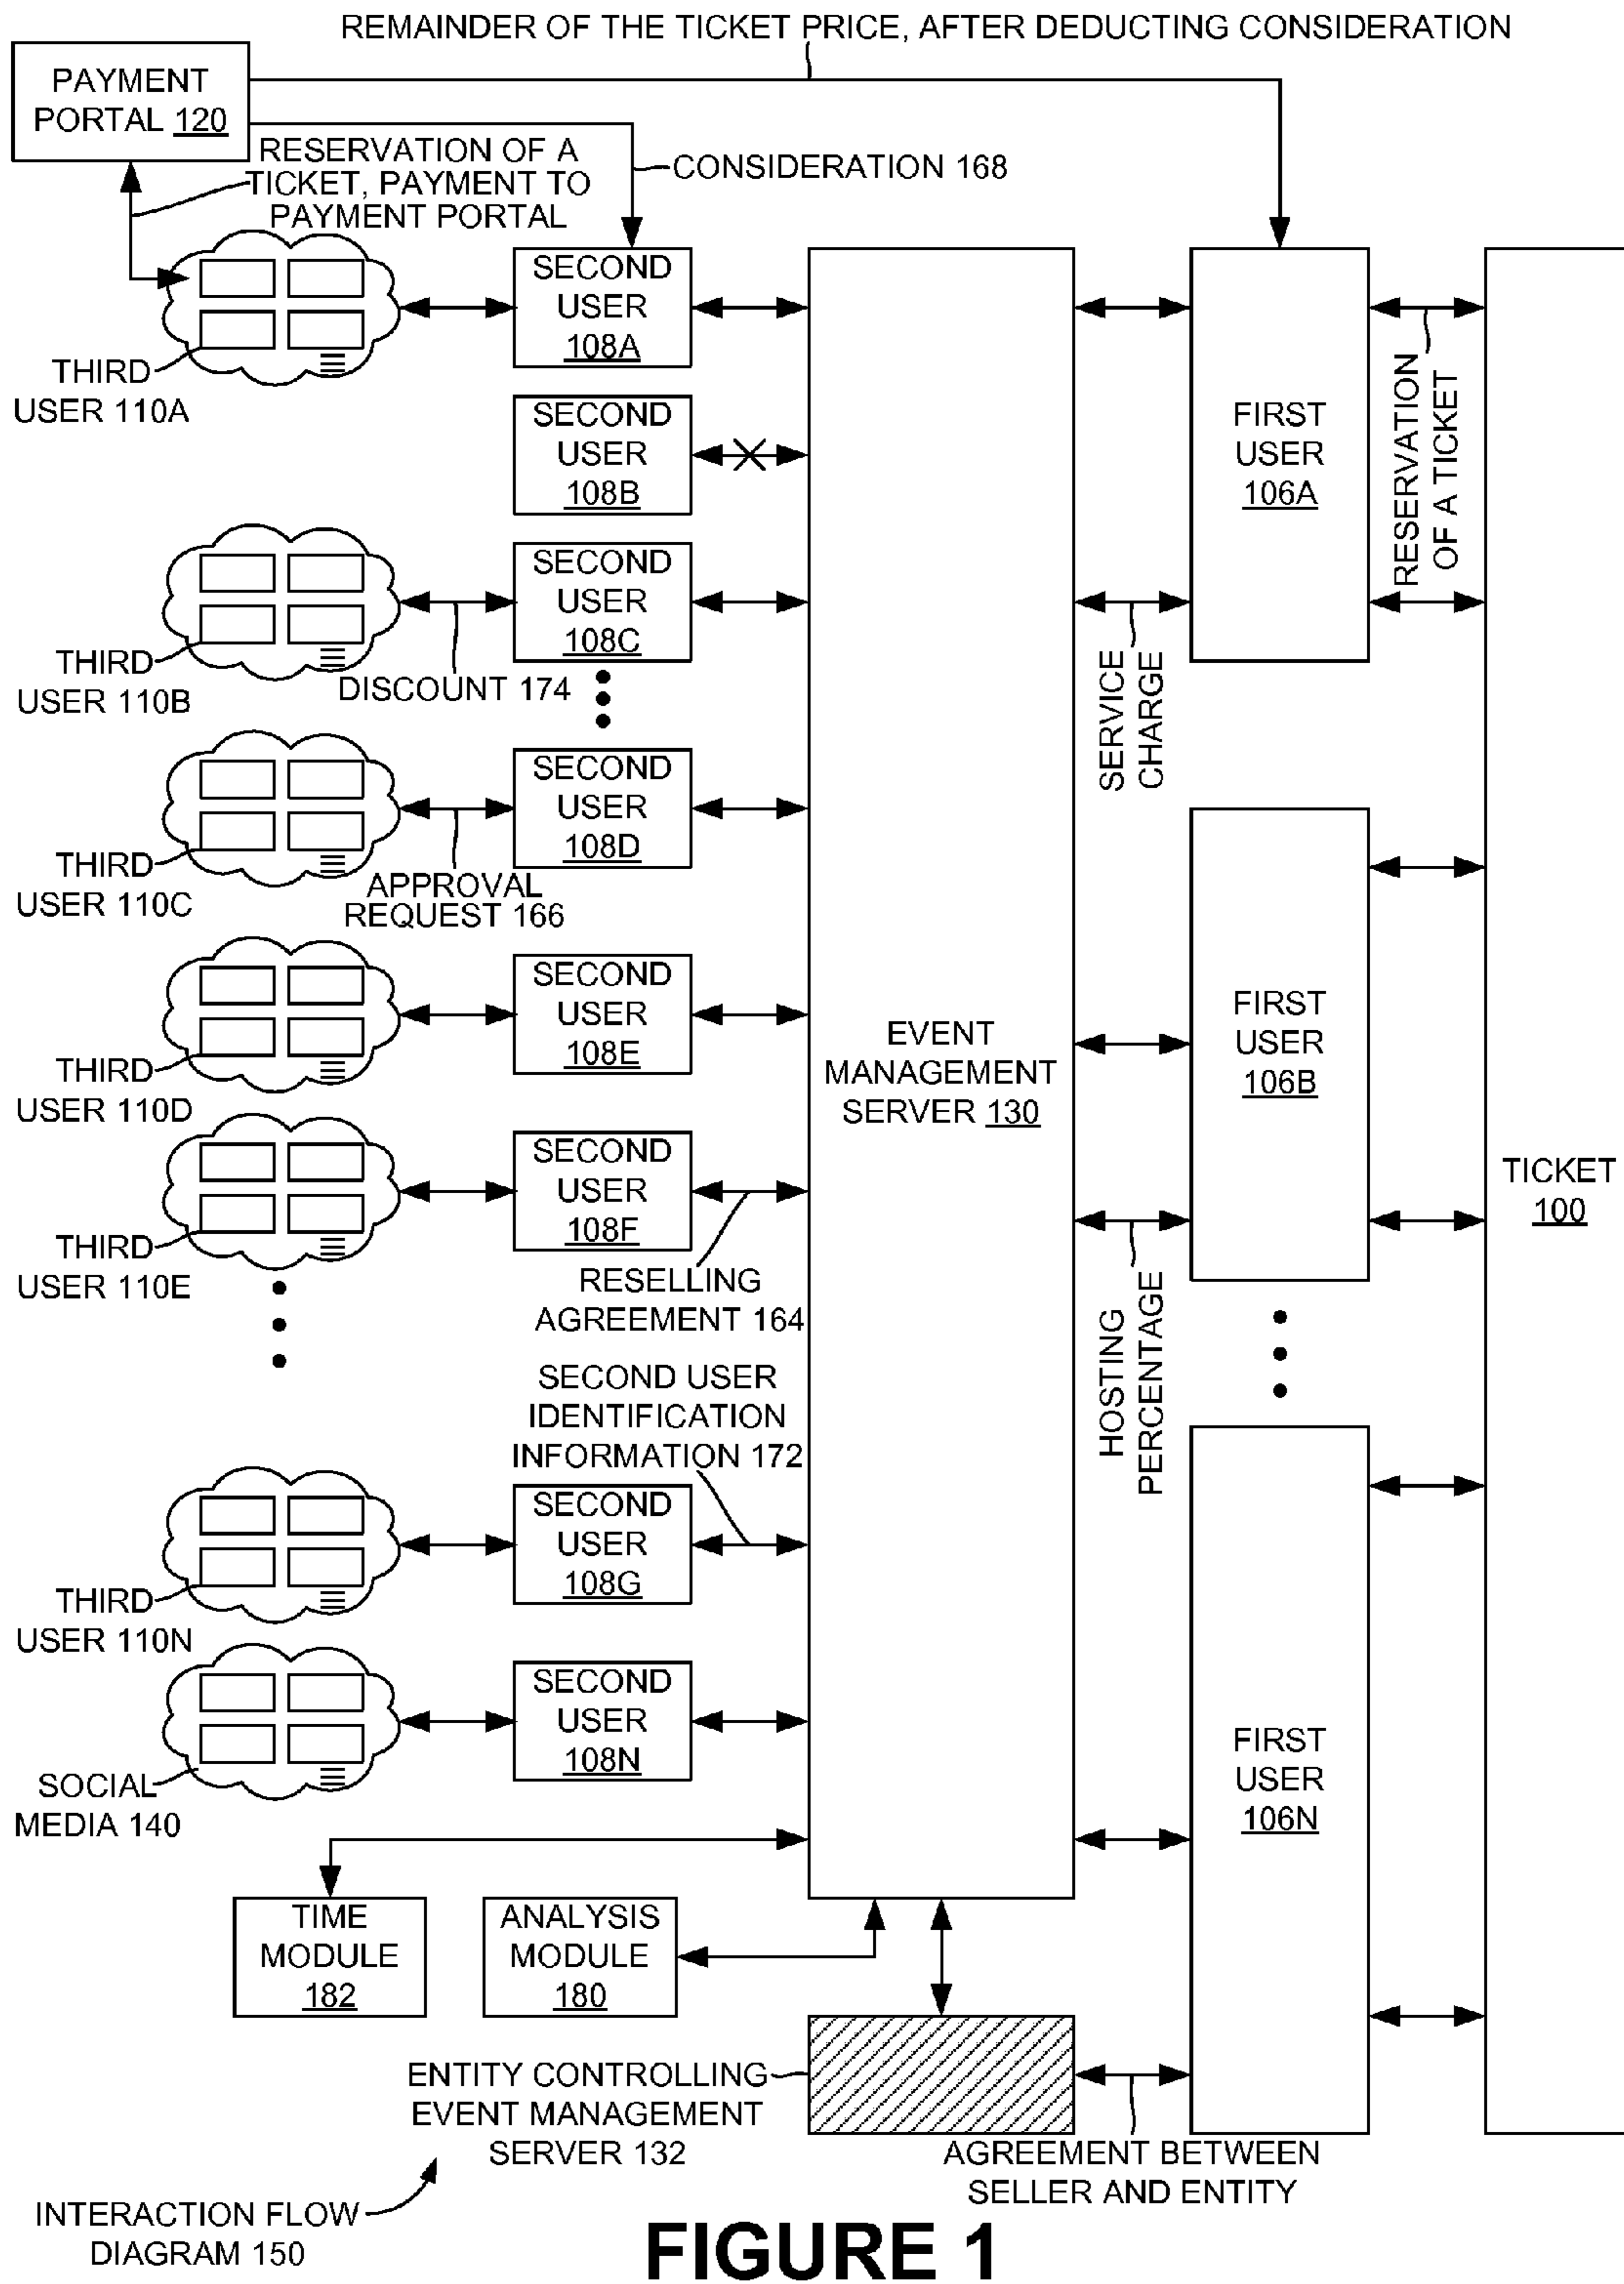 REMAINDER OF THE TICKET PRICE, AFTER DEDUCTING CONSIDERATION
PAYMENT
PORTAL 120
RESERVATION OF A
TICKET, PAYMENT TO
PAYMENT PORTAL
CONSIDERATION 168
THIRD
USER 110A
SECOND
USER
108A
SECOND
USER
108B
THIRD
USER 110B
SECOND
USER
108C
DISCOUNT 174
THIRD
USER 110C
SECOND
USER
108D
APPROVAL
REQUEST 166
THIRD
USER 110D
SECOND
USER
108E
THIRD
USER 110E
SECOND
USER
108F
RESELLING
AGREEMENT 164
SECOND USER
IDENTIFICATION
INFORMATION 172
THIRD
USER 110N
SECOND
USER
108G
SOCIAL
MEDIA 140
SECOND
USER
108N
EVENT
MANAGEMENT
SERVER 130
FIRST
USER
106A
RESERVATION
OF A TICKET
SERVICE
CHARGE
FIRST
USER
106B
HOSTING
PERCENTAGE
FIRST
USER
106N
TICKET
100
TIME
MODULE
182
ANALYSIS
MODULE
180
ENTITY CONTROLLING
EVENT MANAGEMENT
SERVER 132
AGREEMENT BETWEEN
SELLER AND ENTITY
INTERACTION FLOW
DIAGRAM 150
FIGURE 1